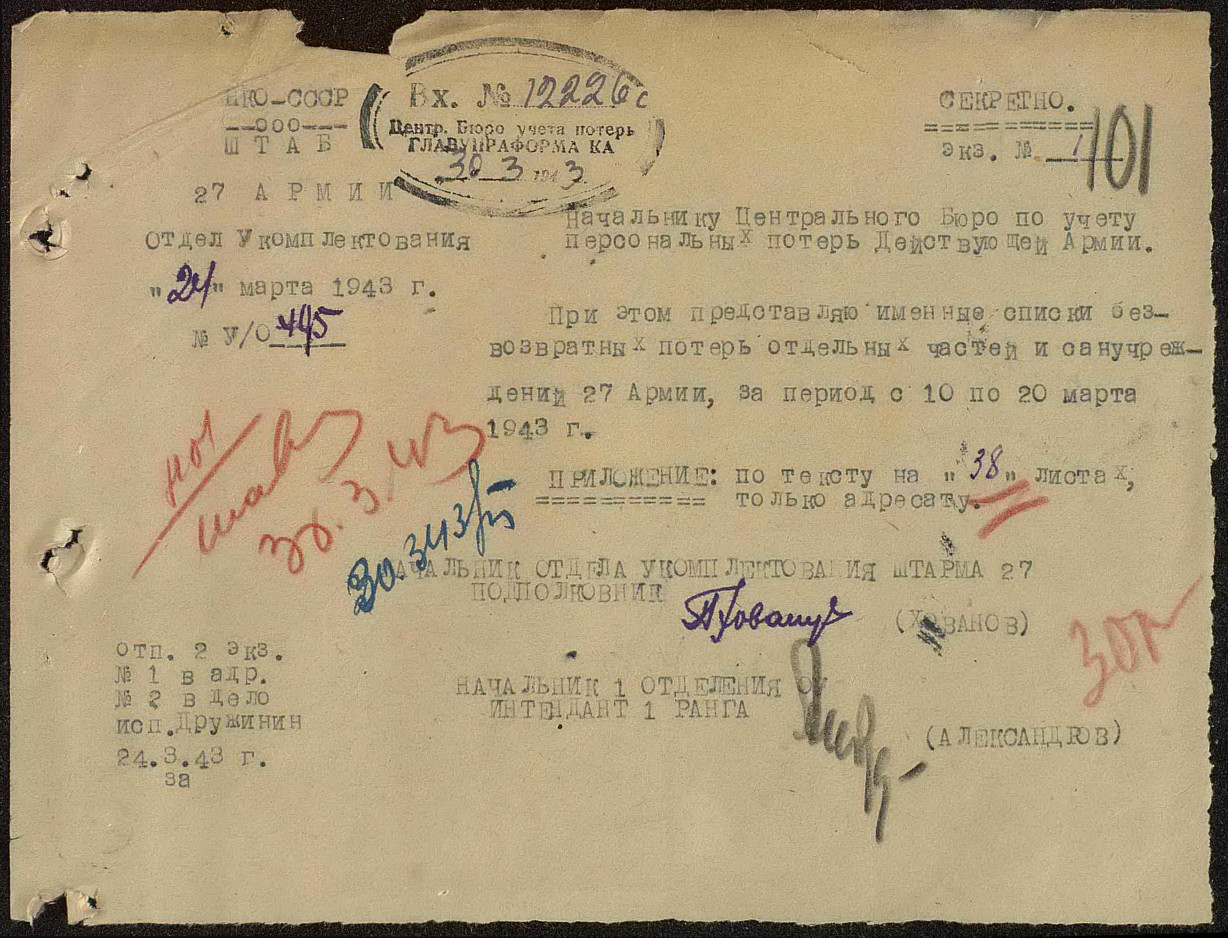 НКО-СССР
--ооо---
ШТАБ
27 АРМИИ
Отдел Укомплектования
"24" марта 1943 г.
№ У/О 495
Вх. № 12226с
Центр. Бюро учета потерь
ГЛАВУПРАФОРМА КА
30 3 1943.
СЕКРЕТНО.
экз. № 1
101
Начальнику Центрального Бюро по учету
персональных потерь Действующей Армии.
При этом представляю именные списки без-
возвратных потерь отдельных частей и санучреж-
дений 27 Армии, за период с 10 по 20 марта
1943 г.
ПРИЛОЖЕНИЕ: по тексту на "38" листах,
только адресату.
30.3.43
30.3.43
НАЧАЛЬНИК ОТДЕЛА УКОМПЛЕКТОВАНИЯ ШТАРМА 27
ПОДПОЛКОВНИК
(ХОВАНОВ)
НАЧАЛЬНИК 1 ОТДЕЛЕНИЯ ОУ
ИНТЕНДАНТ 1 РАНГА
(АЛЕКСАНДРОВ)
отп. 2 экз.
№ 1 в адр.
№ 2 в дело
исп.Дружинин
24.3.43 г.
за